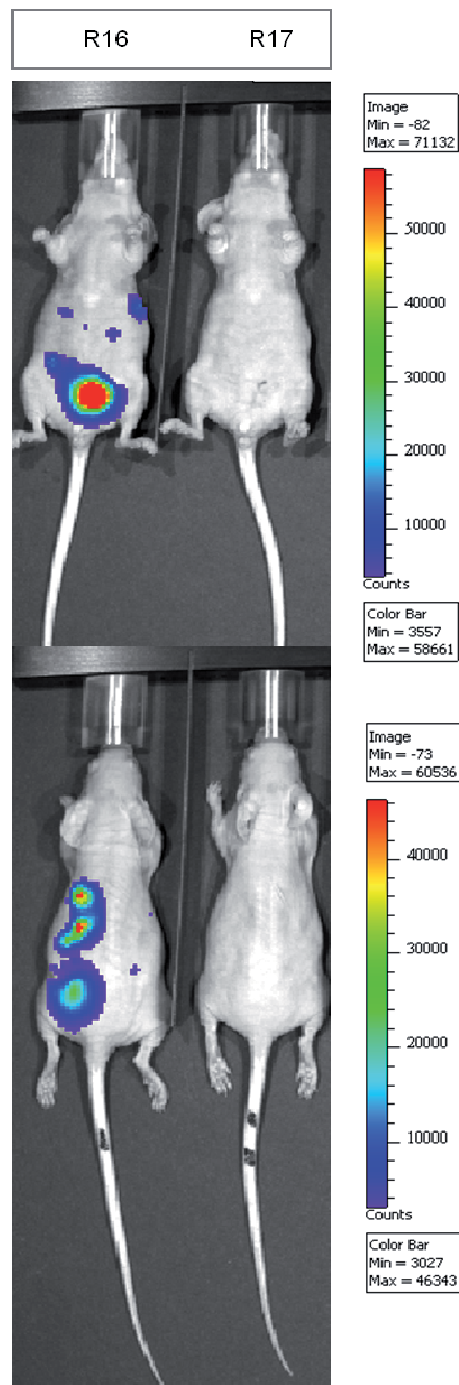 R16 R17
Image
Min = -82
Max = 71132
50000
40000
30000
20000
10000
Counts
Color Bar
Min = 3557
Max = 58661
Image
Min = -73
Max = 60536
40000
30000
20000
10000
Counts
Color Bar
Min = 3027
Max = 46343